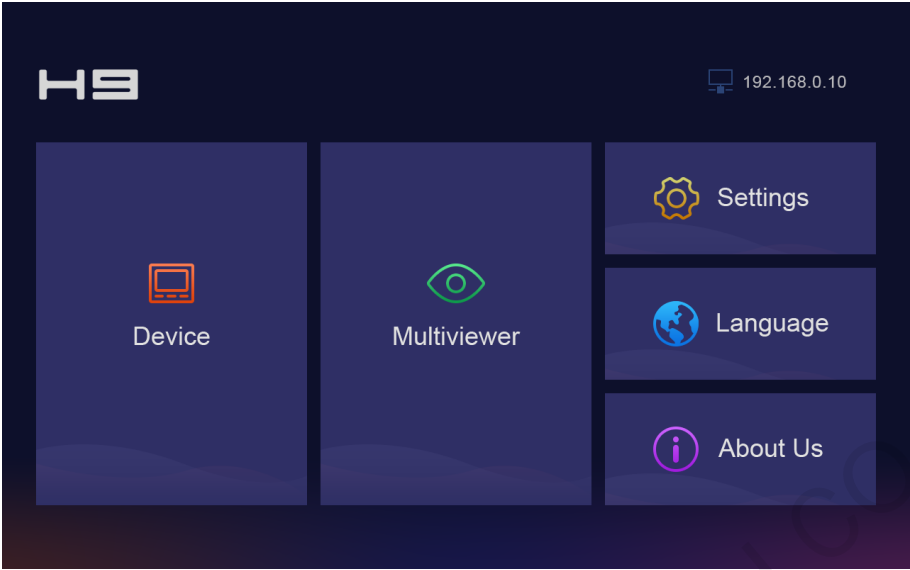 H9
192.168.0.10
Device
Multiviewer
Settings
Language
About Us